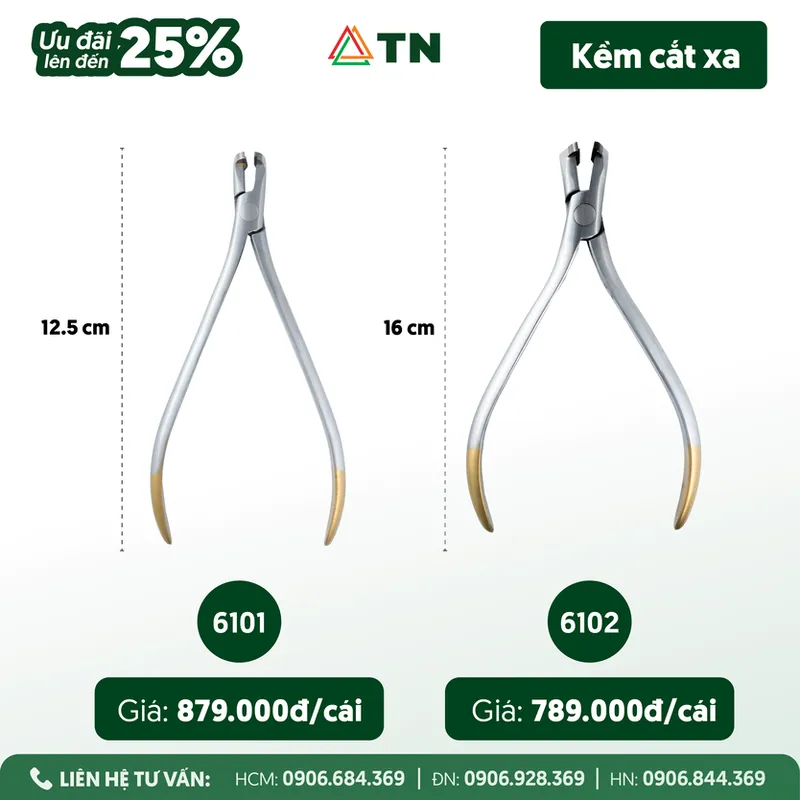 Ưu đãi
lên đến 25%
TN
Kềm cắt xa
12.5 cm
16 cm
6101
6102
Giá: 879.000đ/cái
Giá: 789.000đ/cái
LIÊN HỆ TƯ VẤN: HCM: 0906.684.369 | ĐN: 0906.928.369 | HN: 0906.844.369